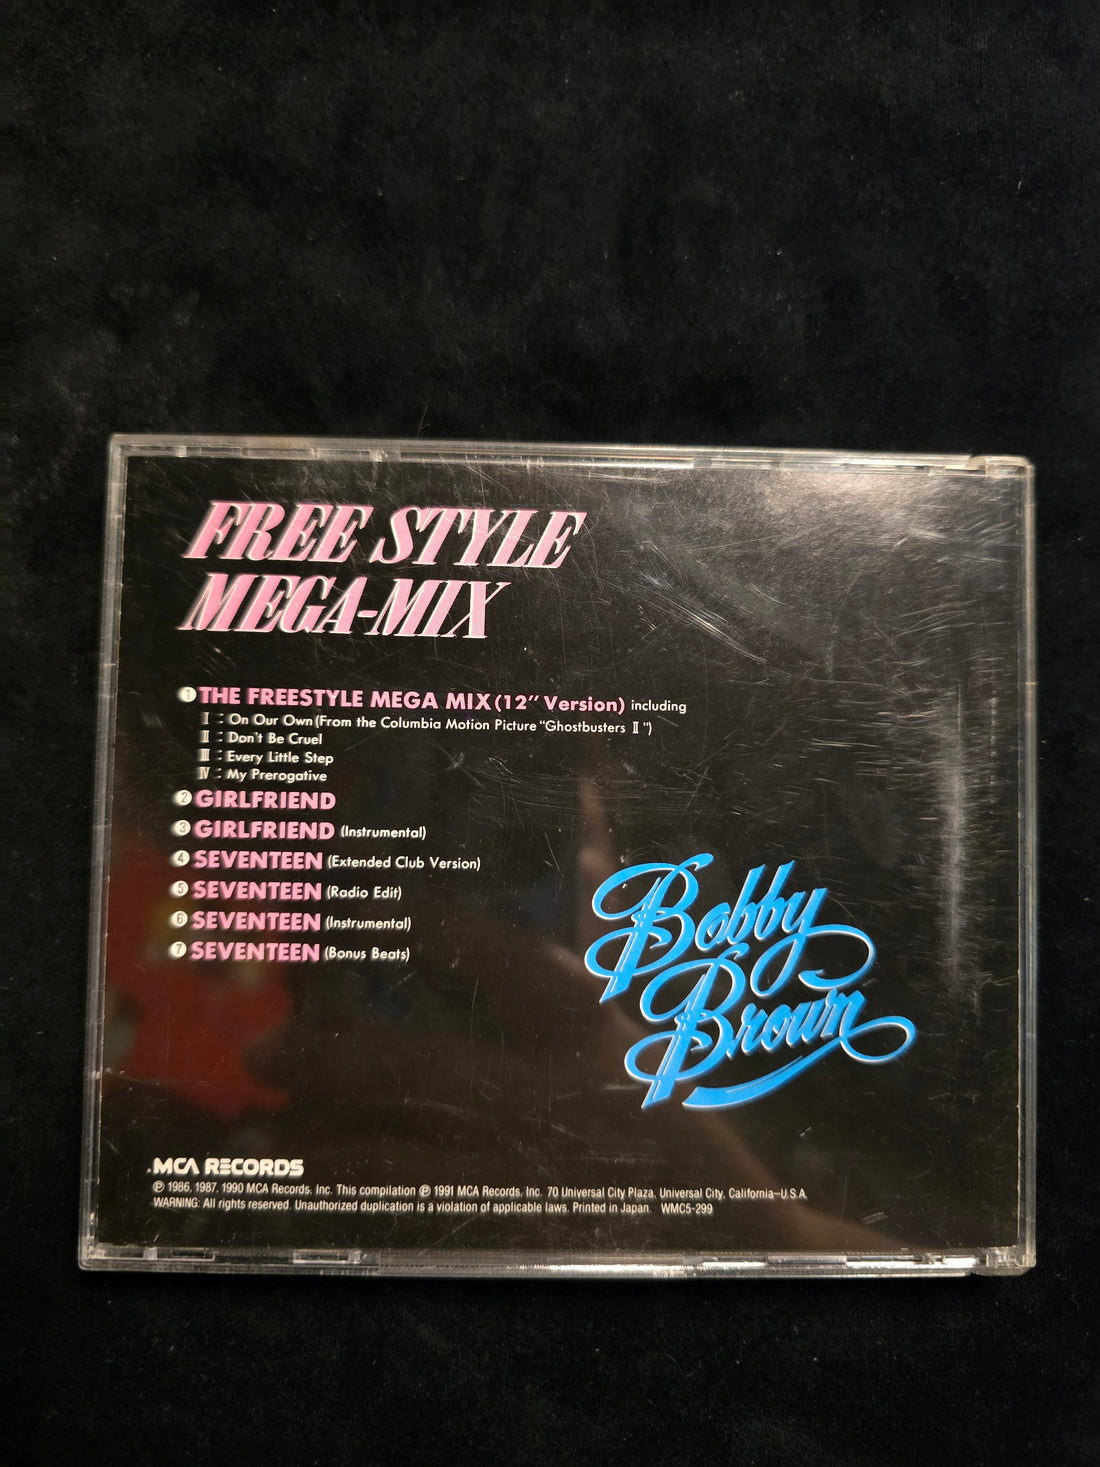 FREE STYLE
MEGA-MIX
1 THE FREESTYLE MEGA MIX (12″ Version) including
Ⅰ : On Our Own (From the Columbia Motion Picture “Ghostbusters Ⅱ”)
Ⅱ : Don't Be Cruel
Ⅲ : Every Little Step
Ⅳ : My Prerogative
2 GIRLFRIEND
3 GIRLFRIEND (Instrumental)
4 SEVENTEEN (Extended Club Version)
5 SEVENTEEN (Radio Edit)
6 SEVENTEEN (Instrumental)
7 SEVENTEEN (Bonus Beats)
Bobby
Brown
MCA RECORDS
Ⓟ 1986, 1987, 1990 MCA Records, Inc. This compilation Ⓟ 1991 MCA Records, Inc. 70 Universal City Plaza, Universal City, California–U.S.A.
WARNING: All rights reserved. Unauthorized duplication is a violation of applicable laws. Printed in Japan. WMC5-299